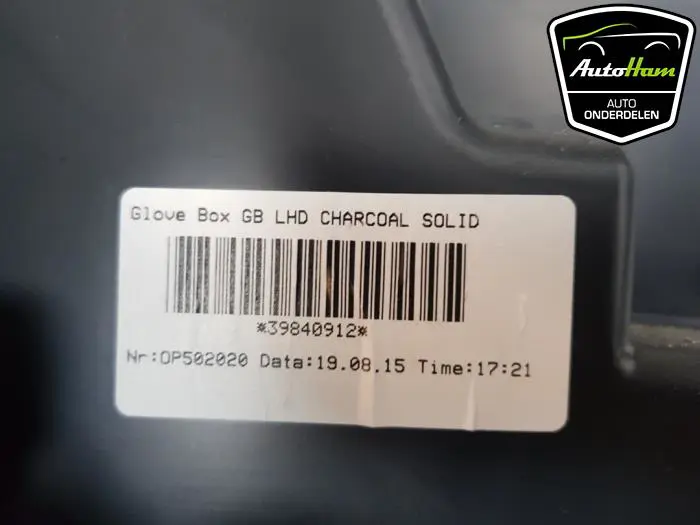 AutoHam
AUTO
ONDERDELEN
Glove Box GB LHD CHARCOAL SOLID
*39840912*
Nr:OP502020 Data:19.08.15 Time:17:21